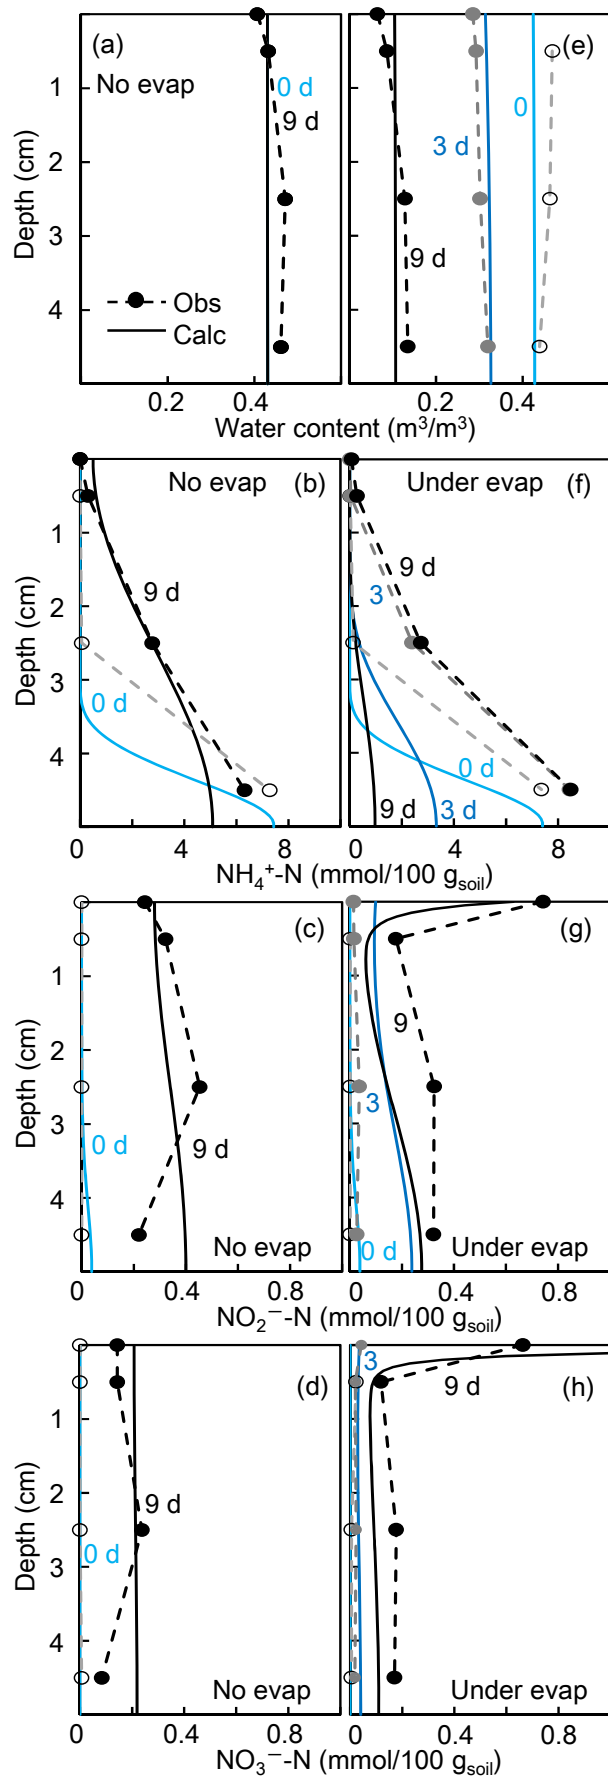 (a)
(e)
No evap
0 d
9 d
0
3 d
9 d
1
2
3
4
Depth (cm)
Obs
Calc
0.2
0.4
0.2
0.4
Water content (m³/m³)
No evap
(b)
Under evap
(f)
9 d
9 d
3
0 d
0 d
9 d
3 d
1
2
3
4
Depth (cm)
0
4
8
0
4
8
NH₄⁺-N (mmol/100 g_soil)
(c)
(g)
9
3
0 d
9 d
0 d
No evap
Under evap
1
2
3
4
Depth (cm)
0
0.4
0.8
0
0.4
0.8
NO₂⁻-N (mmol/100 g_soil)
3
(d)
9 d
(h)
9 d
0 d
No evap
Under evap
1
2
3
4
Depth (cm)
0
0.4
0.8
0
0.4
0.8
NO₃⁻-N (mmol/100 g_soil)